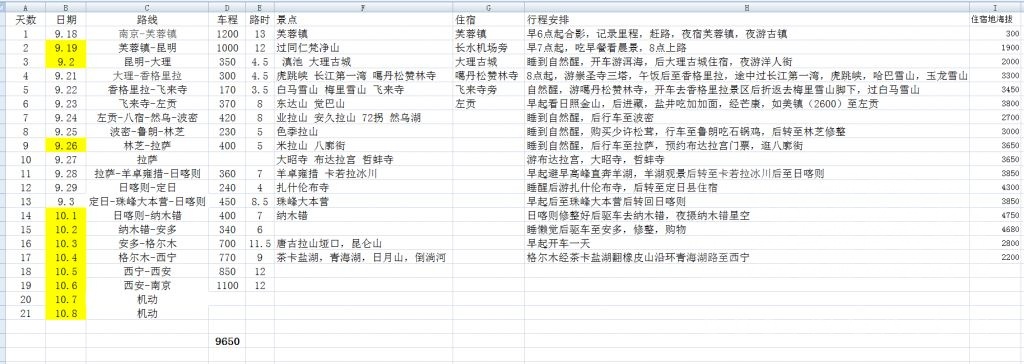 A B C D E F G H I
天数 日期 路线 车程 路时 景点 住宿 行程安排 住宿地海拔
1 9.18 南京-芙蓉镇 1200 13 芙蓉镇 芙蓉镇 早6点起合影，记录里程，赶路，夜宿芙蓉镇，夜游古镇 300
2 9.19 芙蓉镇-昆明 1000 12 过同仁梵净山 长水机场旁 早7点起，吃早餐看晨景，8点上路 1900
3 9.2 昆明-大理 350 4.5 滇池 大理古城 大理古城 睡到自然醒，开车游洱海，后大理古城住宿，夜游洋人街 2000
4 9.21 大理-香格里拉 300 4.5 虎跳峡 长江第一湾 噶丹松赞林寺 噶丹松赞林寺 8点起，游崇圣寺三塔，午饭后至香格里拉，途中过长江第一湾，虎跳峡，哈巴雪山，玉龙雪山 3300
5 9.22 香格里拉-飞来寺 170 3.5 白马雪山 梅里雪山 飞来寺 飞来寺旁 自然醒，游噶丹松赞林寺，开车去香格里拉景区后折返去梅里雪山脚下，过白马雪山 3450
6 9.23 飞来寺-左贡 370 8 东达山 觉巴山 左贡 早起看日照金山，后进藏，盐井吃加加面，经芒康，如美镇（2600）至左贡 3800
7 9.24 左贡-八宿-然乌-波密 420 8 业拉山 安久拉山 72拐 然乌湖 睡到自然醒，后行车至波密 2700
8 9.25 波密-鲁朗-林芝 230 5 色季拉山 睡到自然醒，购买少许松茸，行车至鲁朗吃石锅鸡，后转至林芝修整 3000
9 9.26 林芝-拉萨 400 5 米拉山 八廓街 睡到自然醒，后行车至拉萨，预约布达拉宫门票，逛八廓街 3650
10 9.27 拉萨 大昭寺 布达拉宫 哲蚌寺 游布达拉宫，大昭寺，哲蚌寺 3650
11 9.28 拉萨-羊卓雍措-日喀则 360 7 羊卓雍措 卡若拉冰川 早起避早高峰直奔羊湖，羊湖观景后转至卡若拉冰川后至日喀则 3850
12 9.29 日喀则-定日 240 4 扎什伦布寺 睡醒后游扎什伦布寺，后转至定日县住宿 4300
13 9.3 定日-珠峰大本营-日喀则 450 8.5 珠峰大本营 早起后至珠峰大本营后转回日喀则 3850
14 10.1 日喀则-纳木错 400 7 纳木错 日喀则修整好后驱车去纳木错，夜摄纳木错星空 4750
15 10.2 纳木错-安多 340 6 睡懒觉后驱车至安多，修整，购物 4680
16 10.3 安多-格尔木 700 11.5 唐古拉山垭口，昆仑山 早起开车一天 2800
17 10.4 格尔木-西宁 770 9 茶卡盐湖，青海湖，日月山，倒淌河 格尔木经茶卡盐湖翻橡皮山沿环青海湖路至西宁 2200
18 10.5 西宁-西安 850 12
19 10.6 西安-南京 1100 12
20 10.7 机动
21 10.8 机动
9650